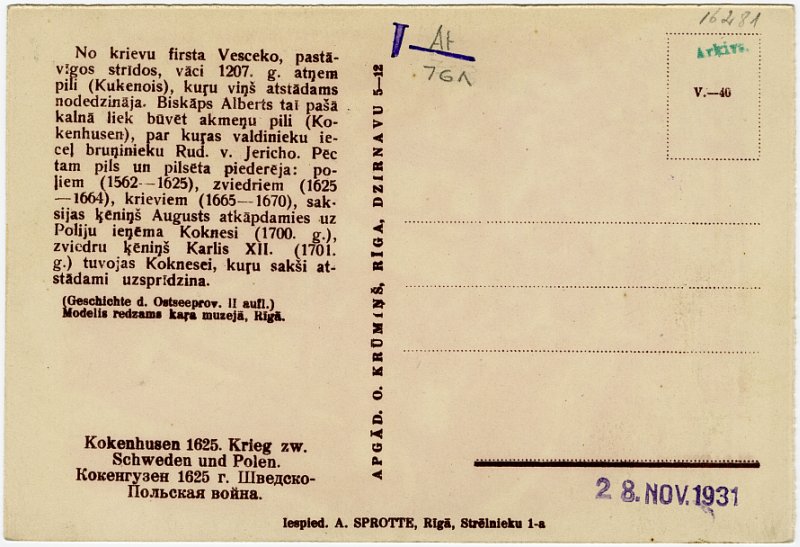 No krievu firsta Vesceko, pastā-
vīgos strīdos, vāci 1207. g. atņem
pili (Kukenois), kuŗu viņš atstādams
nodedzināja. Biskāps Alberts tai pašā
kalnā liek būvēt akmeņu pili (Ko-
kenhusen), par kuŗas valdinieku ie-
ceļ bruņinieku Rud. v. Jericho. Pēc
tam pils un pilsēta piederēja: po-
ļiem (1562—1625), zviedriem (1625
—1664), krieviem (1665—1670), sak-
sijas ķēniņš Augusts atkāpdamies uz
Poliju ieņēma Koknesi (1700. g.),
zviedru ķēniņš Karlis XII. (1701.
g.) tuvojas Koknesei, kuŗu sakši at-
stādami uzsprīdzina.
(Geschichte d. Ostseeprov. II aufl.)
Modelis redzams kaŗa muzejā, Rīgā.
Kokenhusen 1625. Krieg zw.
Schweden und Polen.
Кокенгузен 1625 г. Шведско-
Польская война.
APGĀD. O. KRŪMIŅŠ, RĪGA, DZIRNAVU 5—12
At
761
16281
Arķivs.
V.—40
28. NOV. 1931
Iespied. A. SPROTTE, Rīgā, Strēlnieku 1-a